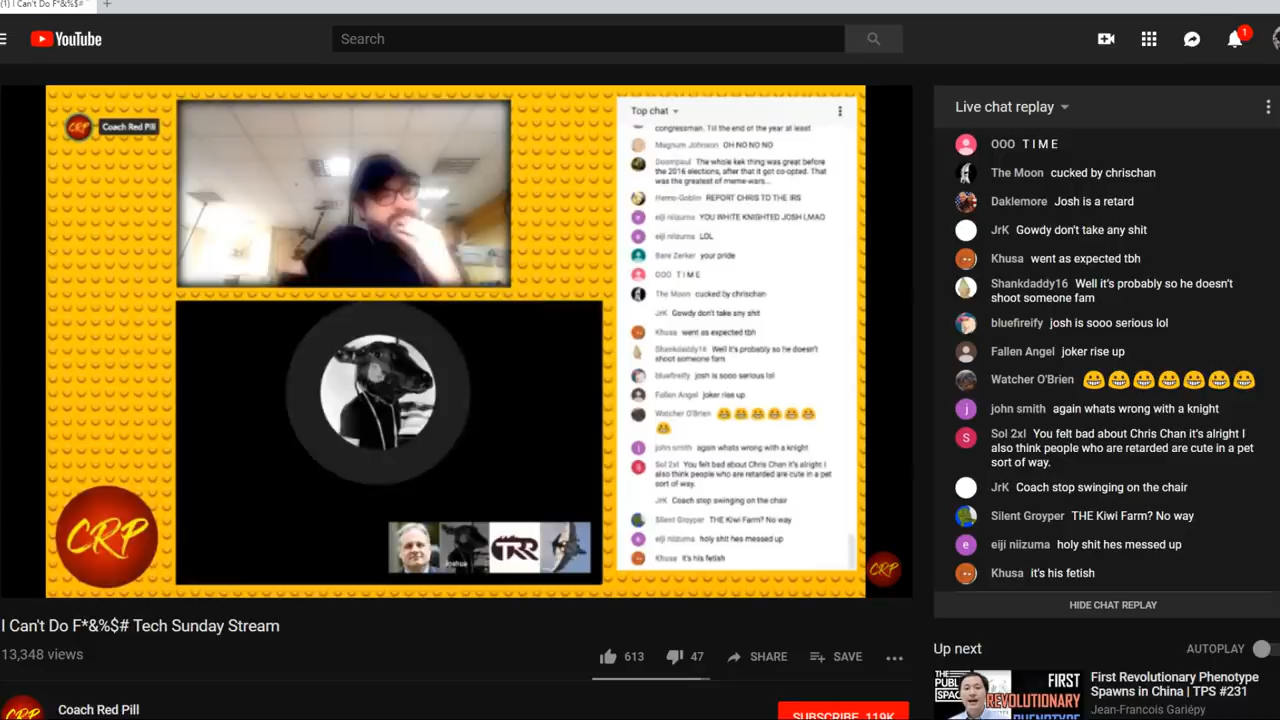 (1) I Can't Do F*&%$#
YouTube
Search
1
CRP
Coach Red Pill
Top chat
congressman. Till the end of the year at least
Magnum Johnson OH NO NO NO
Doompaul The whole kek thing was great before
the 2016 elections, after that it got co-opted. That
was the greatest of meme-wars...
Hemo-Goblin REPORT CHRIS TO THE IRS
eiji niizuma YOU WHITE KNIGHTED JOSH LMAO
eiji niizuma LOL
Bare Zerker your pride
OOO T I M E
The Moon cucked by chrischan
JrK Gowdy don't take any shit
Khusa went as expected tbh
Shankdaddy16 Well it's probably so he doesn't
shoot someone fam
bluefireify josh is sooo serious lol
Fallen Angel joker rise up
Watcher O'Brien
john smith again whats wrong with a knight
Sol 2xl You felt bad about Chris Chan it's alright I
also think people who are retarded are cute in a pet
sort of way.
JrK Coach stop swinging on the chair
Silent Groyper THE Kiwi Farm? No way
eiji niizuma holy shit hes messed up
Khusa it's his fetish
CRP
Joshua
TRR
CRP
Live chat replay
OOO T I M E
The Moon cucked by chrischan
Daklemore Josh is a retard
JrK Gowdy don't take any shit
Khusa went as expected tbh
Shankdaddy16 Well it's probably so he doesn't
shoot someone fam
bluefireify josh is sooo serious lol
Fallen Angel joker rise up
Watcher O'Brien
j john smith again whats wrong with a knight
S Sol 2xl You felt bad about Chris Chan it's alright I
also think people who are retarded are cute in a pet
sort of way.
JrK Coach stop swinging on the chair
Silent Groyper THE Kiwi Farm? No way
e eiji niizuma holy shit hes messed up
Khusa it's his fetish
HIDE CHAT REPLAY
I Can't Do F*&%$# Tech Sunday Stream
13,348 views
613
47
SHARE
SAVE
Coach Red Pill
SUBSCRIBE 119K
Up next
AUTOPLAY
THE
PUBL
SPAC
FIRST
REVOLUTIONARY
PHENOTYPE
First Revolutionary Phenotype
Spawns in China | TPS #231
Jean-Francois Gariépy